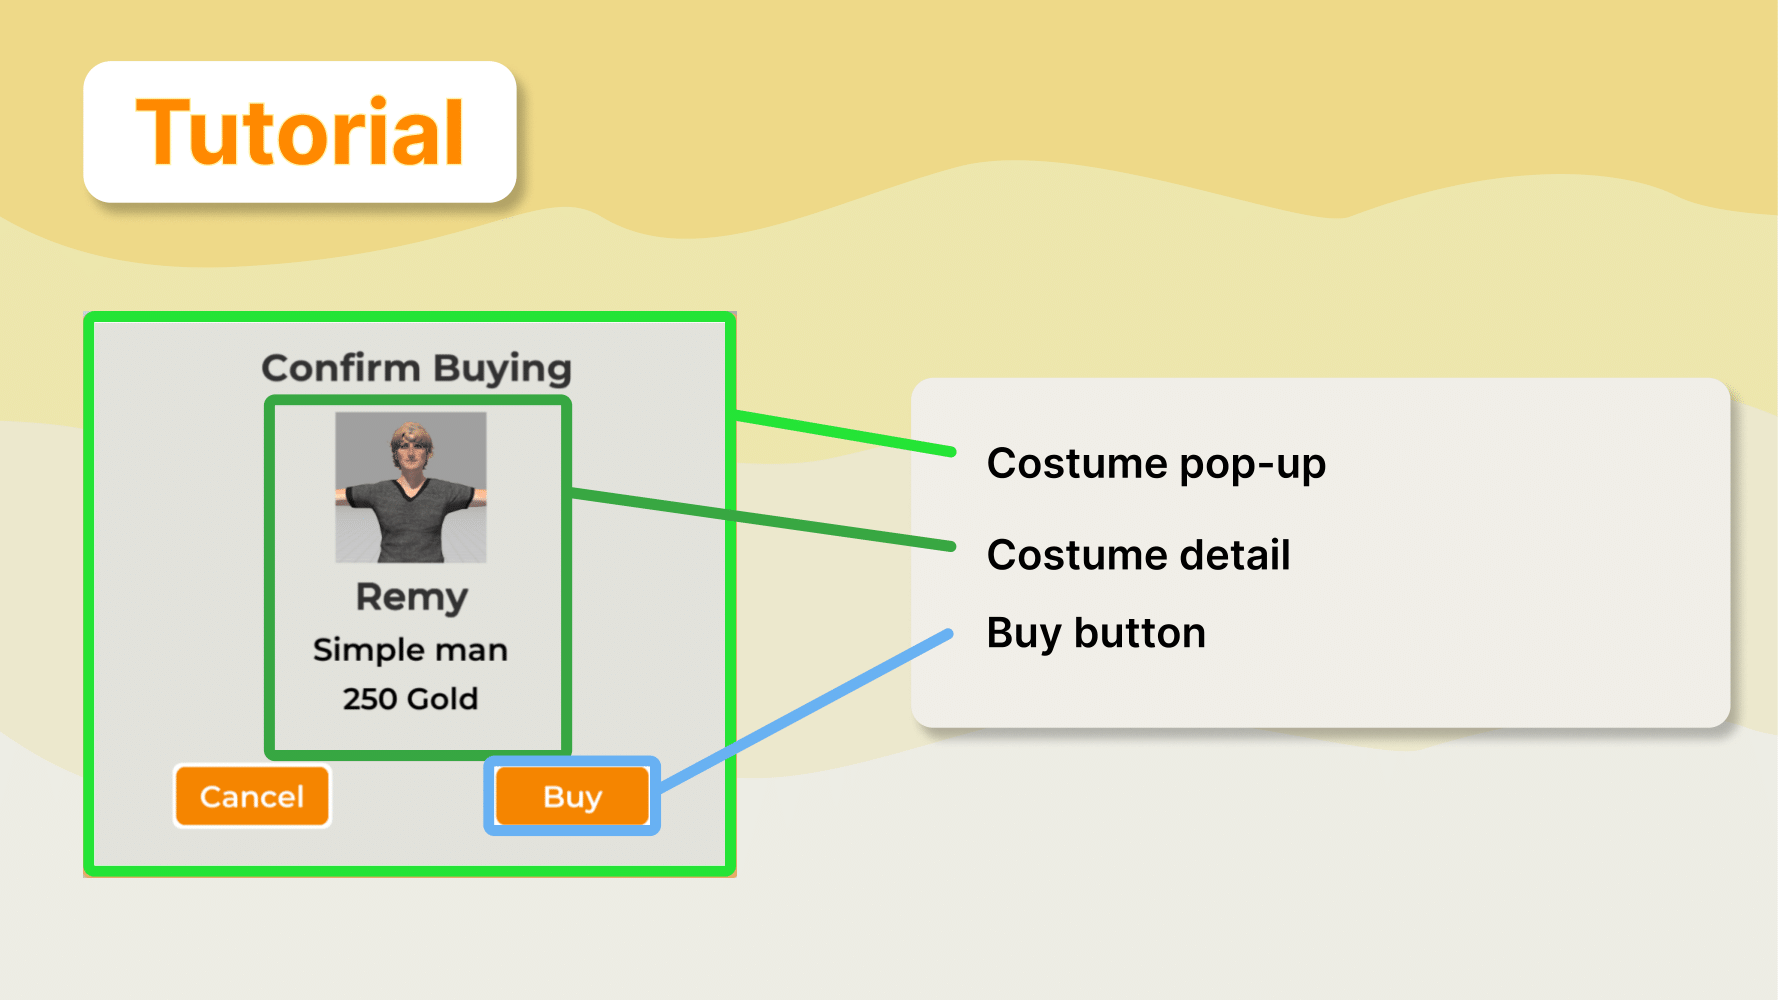 Tutorial
Confirm Buying
Remy
Simple man
250 Gold
Cancel
Buy
Costume pop-up
Costume detail
Buy button